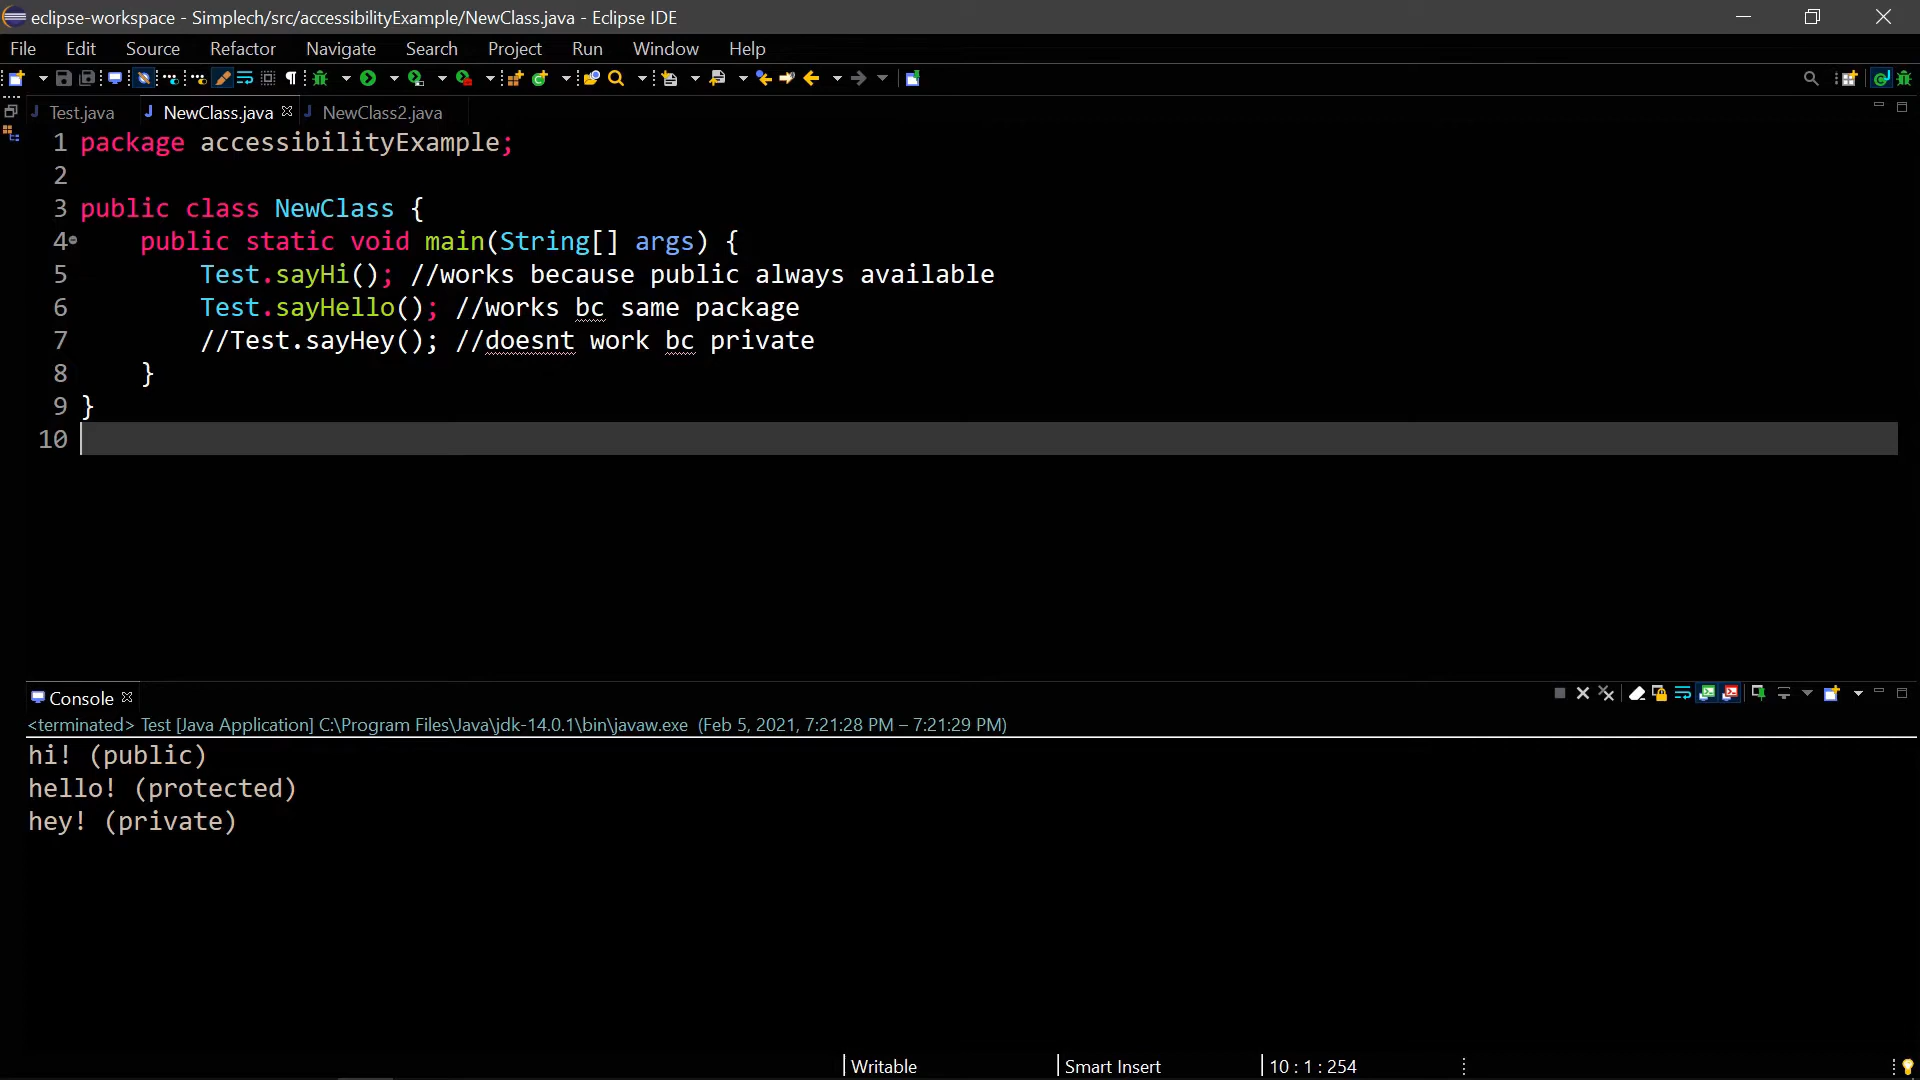 eclipse-workspace - Simplech/src/accessibilityExample/NewClass.java - Eclipse IDE
File Edit Source Refactor Navigate Search Project Run Window Help
Test.java NewClass.java NewClass2.java
1 package accessibilityExample;
2
3 public class NewClass {
4 public static void main(String[] args) {
5 Test.sayHi(); //works because public always available
6 Test.sayHello(); //works bc same package
7 //Test.sayHey(); //doesnt work bc private
8 }
9 }
10
Console
<terminated> Test [Java Application] C:\Program Files\Java\jdk-14.0.1\bin\javaw.exe (Feb 5, 2021, 7:21:28 PM – 7:21:29 PM)
hi! (public)
hello! (protected)
hey! (private)
Writable Smart Insert 10 : 1 : 254